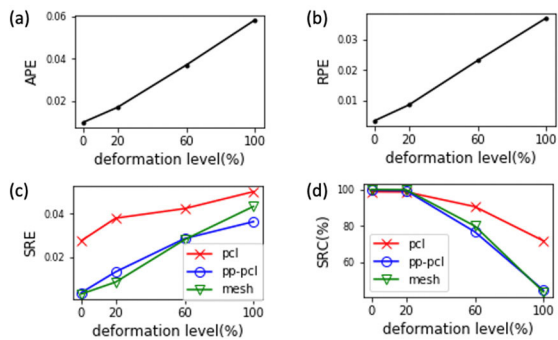 (a)
0.06
0.04
0.02
APE
0 20 60 100
deformation level(%)
(b)
0.03
0.02
0.01
RPE
0 20 60 100
deformation level(%)
(c)
0.04
0.02
SRE
pcl
pp-pcl
mesh
0 20 60 100
deformation level(%)
(d)
100
80
60
SRC(%)
pcl
pp-pcl
mesh
0 20 60 100
deformation level(%)